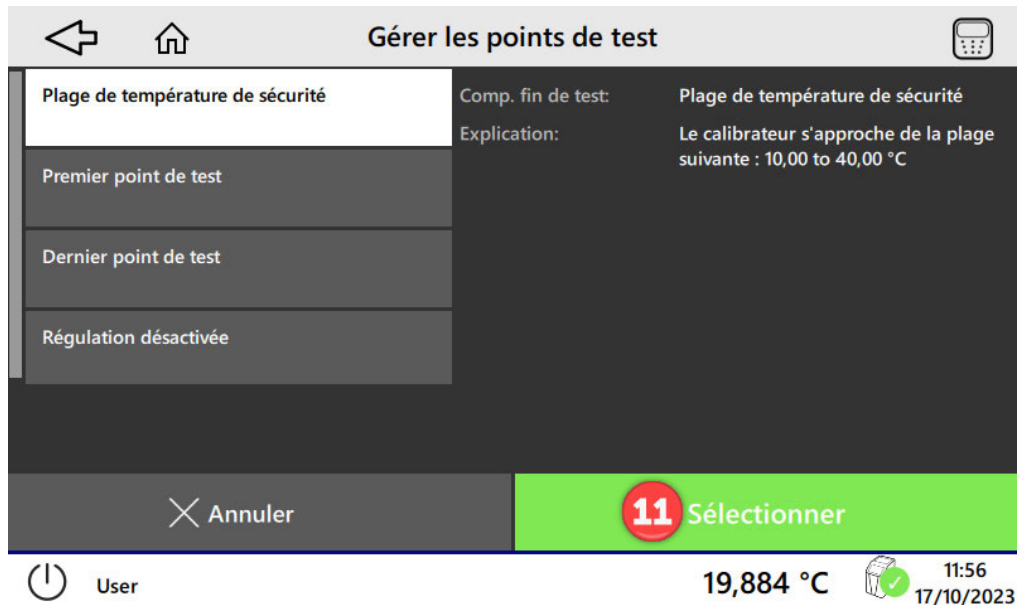 Gérer les points de test
Plage de température de sécurité
Premier point de test
Dernier point de test
Régulation désactivée
Comp. fin de test: Plage de température de sécurité
Explication: Le calibrateur s'approche de la plage
suivante : 10,00 to 40,00 °C
Annuler
11 Sélectionner
User
19,884 °C
11:56
17/10/2023